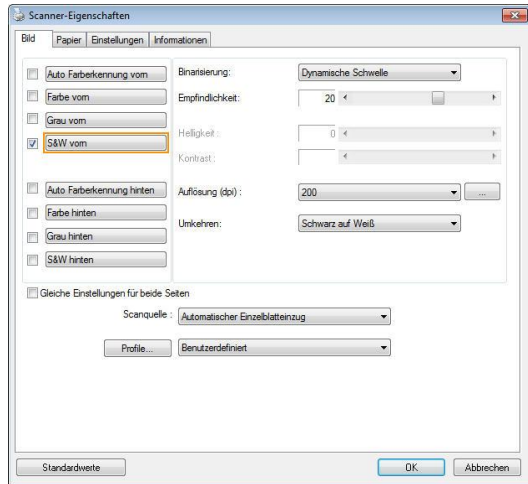 Scanner-Eigenschaften
Bild Papier Einstellungen Informationen
Auto Farberkennung vorn
Farbe vorn
Grau vorn
S&W vorn
Auto Farberkennung hinten
Farbe hinten
Grau hinten
S&W hinten
Binarisierung: Dynamische Schwelle
Empfindlichkeit: 20
Helligkeit : 0
Kontrast :
Auflösung (dpi) : 200 ...
Umkehren: Schwarz auf Weiß
Gleiche Einstellungen für beide Seiten
Scanquelle : Automatischer Einzelblatteinzug
Profile... Benutzerdefiniert
Standardwerte OK Abbrechen